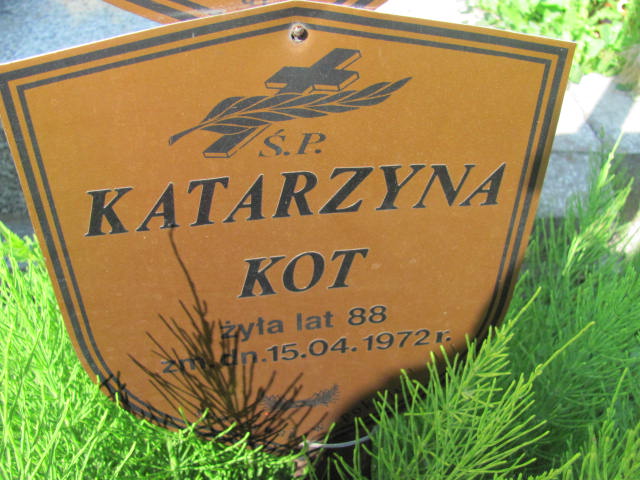 Ś.P.
KATARZYNA
KOT
żyła lat 88
zm. dn. 15.04.1972 r.